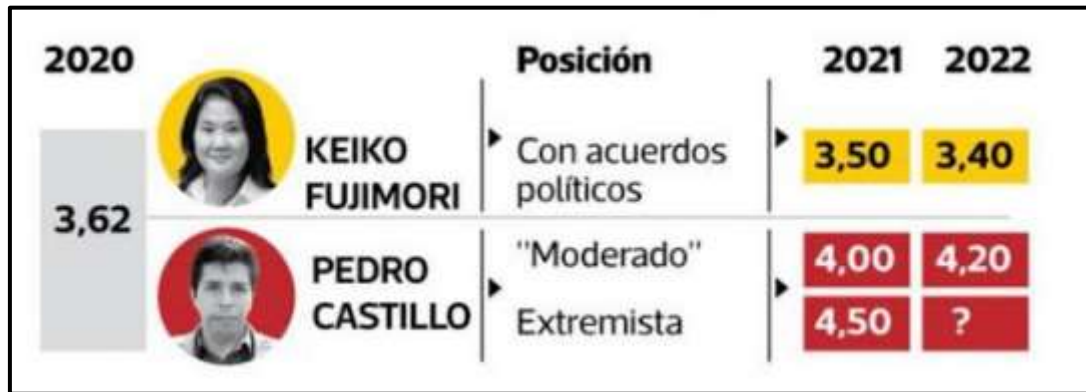 2020 Posición 2021 2022
3,62
KEIKO
FUJIMORI
Con acuerdos
políticos
3,50 3,40
PEDRO
CASTILLO
"Moderado"
4,00 4,20
Extremista
4,50 ?